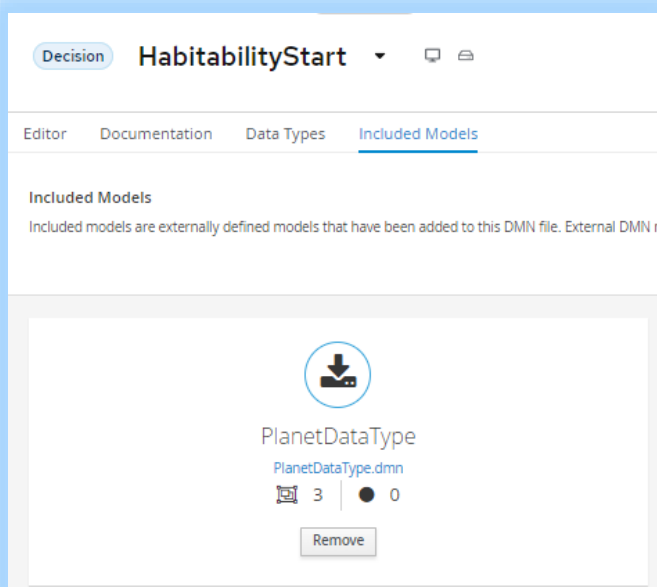 Decision HabitabilityStart
Editor Documentation Data Types Included Models
Included Models
Included models are externally defined models that have been added to this DMN file. External DMN
PlanetDataType
PlanetDataType.dmn
3 0
Remove